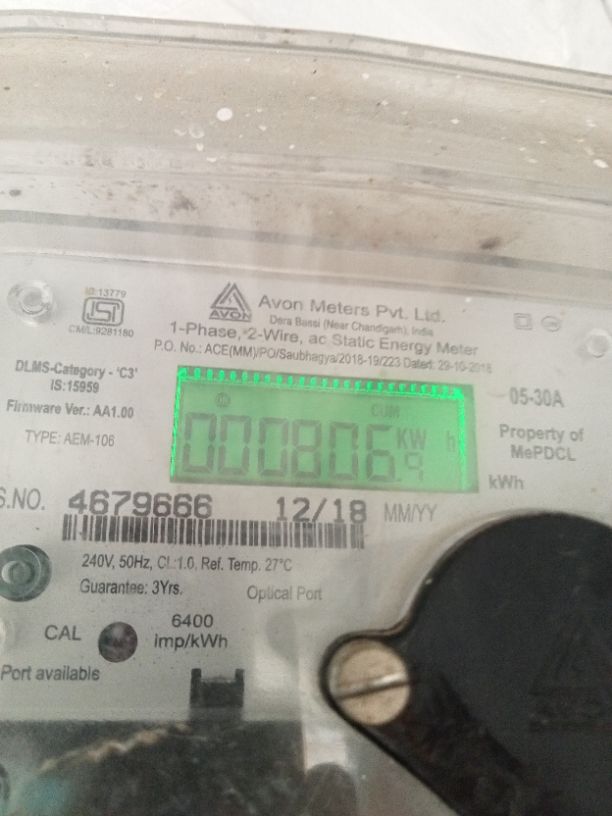 ID:13779
ISI
CM/L:9281180
AVON
Avon Meters Pvt. Ltd.
Dera Bassi (Near Chandigarh), India
1-Phase, 2-Wire, ac Static Energy Meter
P.O. No.: ACE(MM)/PO/Saubhagya/2018-19/223 Dated: 29-10-2018
DLMS-Category - 'C3'
IS:15959
Firmware Ver.: AA1.00
TYPE: AEM-106
CUM
000806.9 KW h
05-30A
Property of
MePDCL
kWh
S.NO. 4679666 12/18 MM/YY
240V, 50Hz, CL:1.0, Ref. Temp. 27°C
Guarantee: 3Yrs.
Optical Port
CAL
6400
imp/kWh
Port available